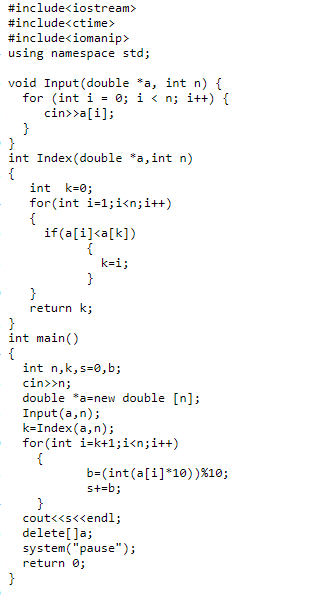 #include<iostream>
#include<ctime>
#include<iomanip>
using namespace std;

void Input(double *a, int n) {
  for (int i = 0; i < n; i++) {
     cin>>a[i];
  }
}
int Index(double *a,int n)
{
   int  k=0;
   for(int i=1;i<n;i++)
   {
     if(a[i]<a[k])
           {
             k=i;
           }
   }
   return k;
}
int main()
{
  int n,k,s=0,b;
  cin>>n;
  double *a=new double [n];
  Input(a,n);
  k=Index(a,n);
  for(int i=k+1;i<n;i++)
    {
           b=(int(a[i]*10))%10;
           s+=b;
    }
  cout<<s<<endl;
  delete[]a;
  system("pause");
  return 0;
}